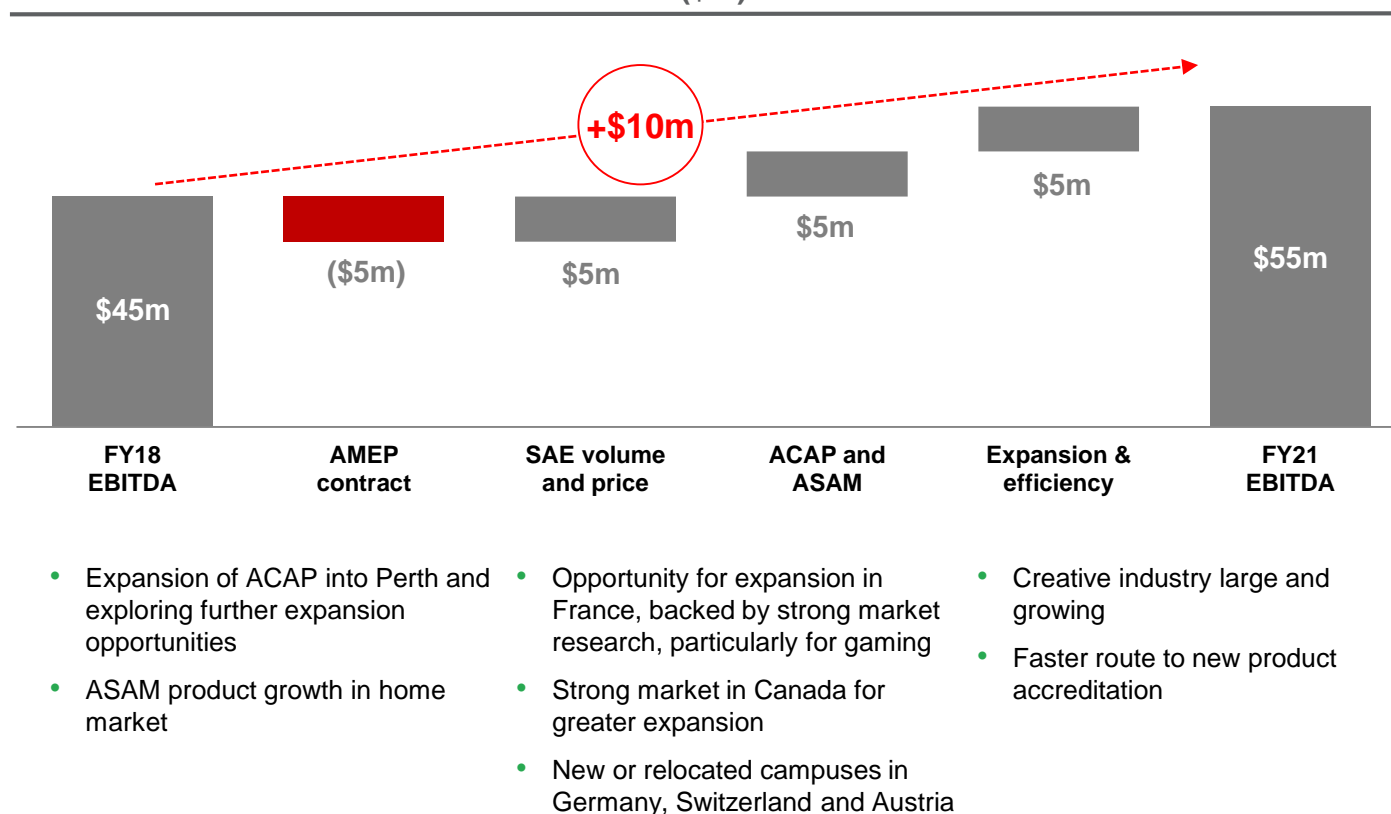 +$10m
$45m
($5m)
$5m
$5m
$5m
$55m
FY18
EBITDA
AMEP
contract
SAE volume
and price
ACAP and
ASAM
Expansion &
efficiency
FY21
EBITDA
• Expansion of ACAP into Perth and
exploring further expansion
opportunities
• ASAM product growth in home
market
• Opportunity for expansion in
France, backed by strong market
research, particularly for gaming
• Strong market in Canada for
greater expansion
• New or relocated campuses in
Germany, Switzerland and Austria
• Creative industry large and
growing
• Faster route to new product
accreditation